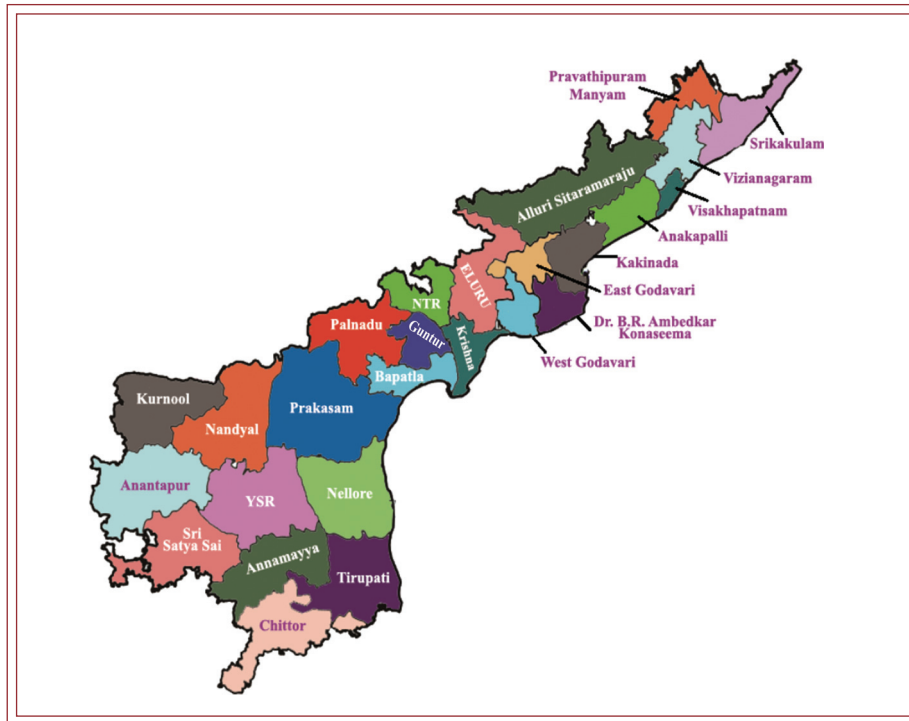 Pravathipuram
Manyam
Srikakulam
Alluri Sitaramaraju
Vizianagaram
Visakhapatnam
Anakapalli
Kakinada
ELURU
East Godavari
NTR
Dr. B.R. Ambedkar
Konaseema
Palnadu
Guntur
Krishna
West Godavari
Bapatla
Kurnool
Prakasam
Nandyal
Anantapur
YSR
Nellore
Sri
Satya Sai
Annamayya
Tirupati
Chittor